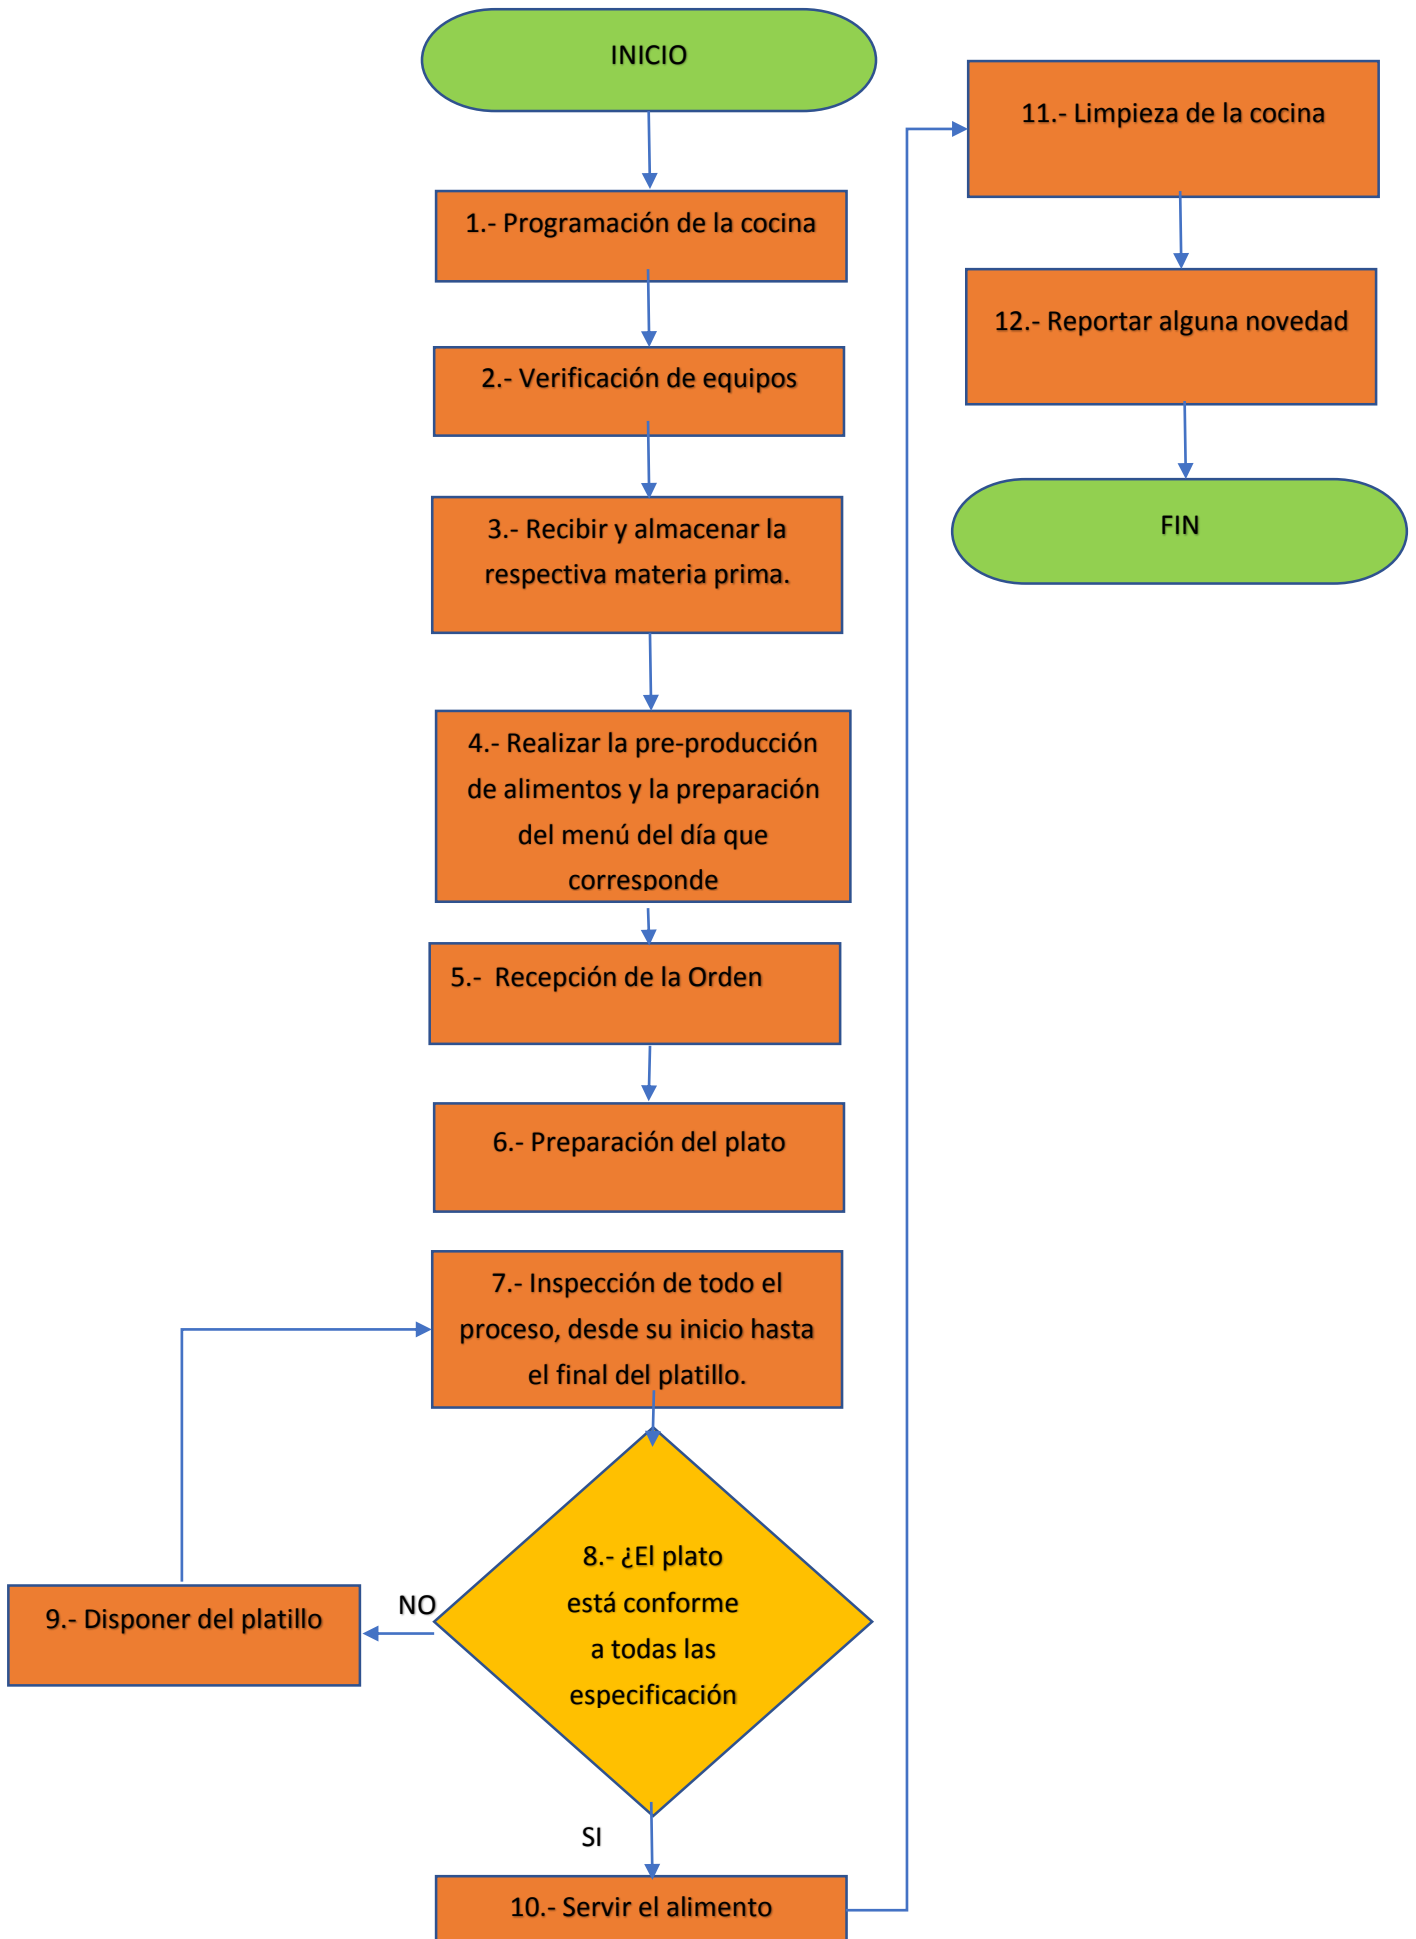 INICIO
1.- Programación de la cocina
2.- Verificación de equipos
3.- Recibir y almacenar la
respectiva materia prima.
4.- Realizar la pre-producción
de alimentos y la preparación
del menú del día que
corresponde
5.-  Recepción de la Orden
6.- Preparación del plato
7.- Inspección de todo el
proceso, desde su inicio hasta
el final del platillo.
8.- ¿El plato
está conforme
a todas las
especificación
NO
9.- Disponer del platillo
SI
10.- Servir el alimento
11.- Limpieza de la cocina
12.- Reportar alguna novedad
FIN